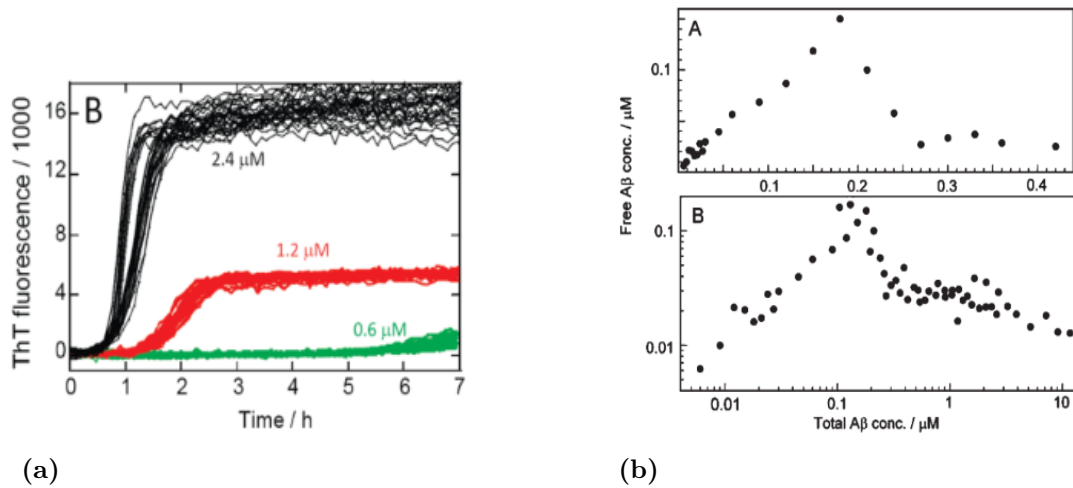 B
ThT fluorescence / 1000
16
12
8
4
0
2.4 µM
1.2 µM
0.6 µM
0 1 2 3 4 5 6 7
Time / h
(a)
A
0.1
0.1 0.2 0.3 0.4
Free Aβ conc. / µM
B
0.1
0.01
0.01 0.1 1 10
Total Aβ conc. / µM
(b)